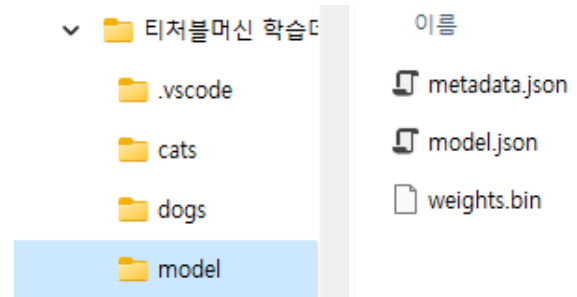 티처블머신 학습
.vscode
cats
dogs
model
이름
metadata.json
model.json
weights.bin